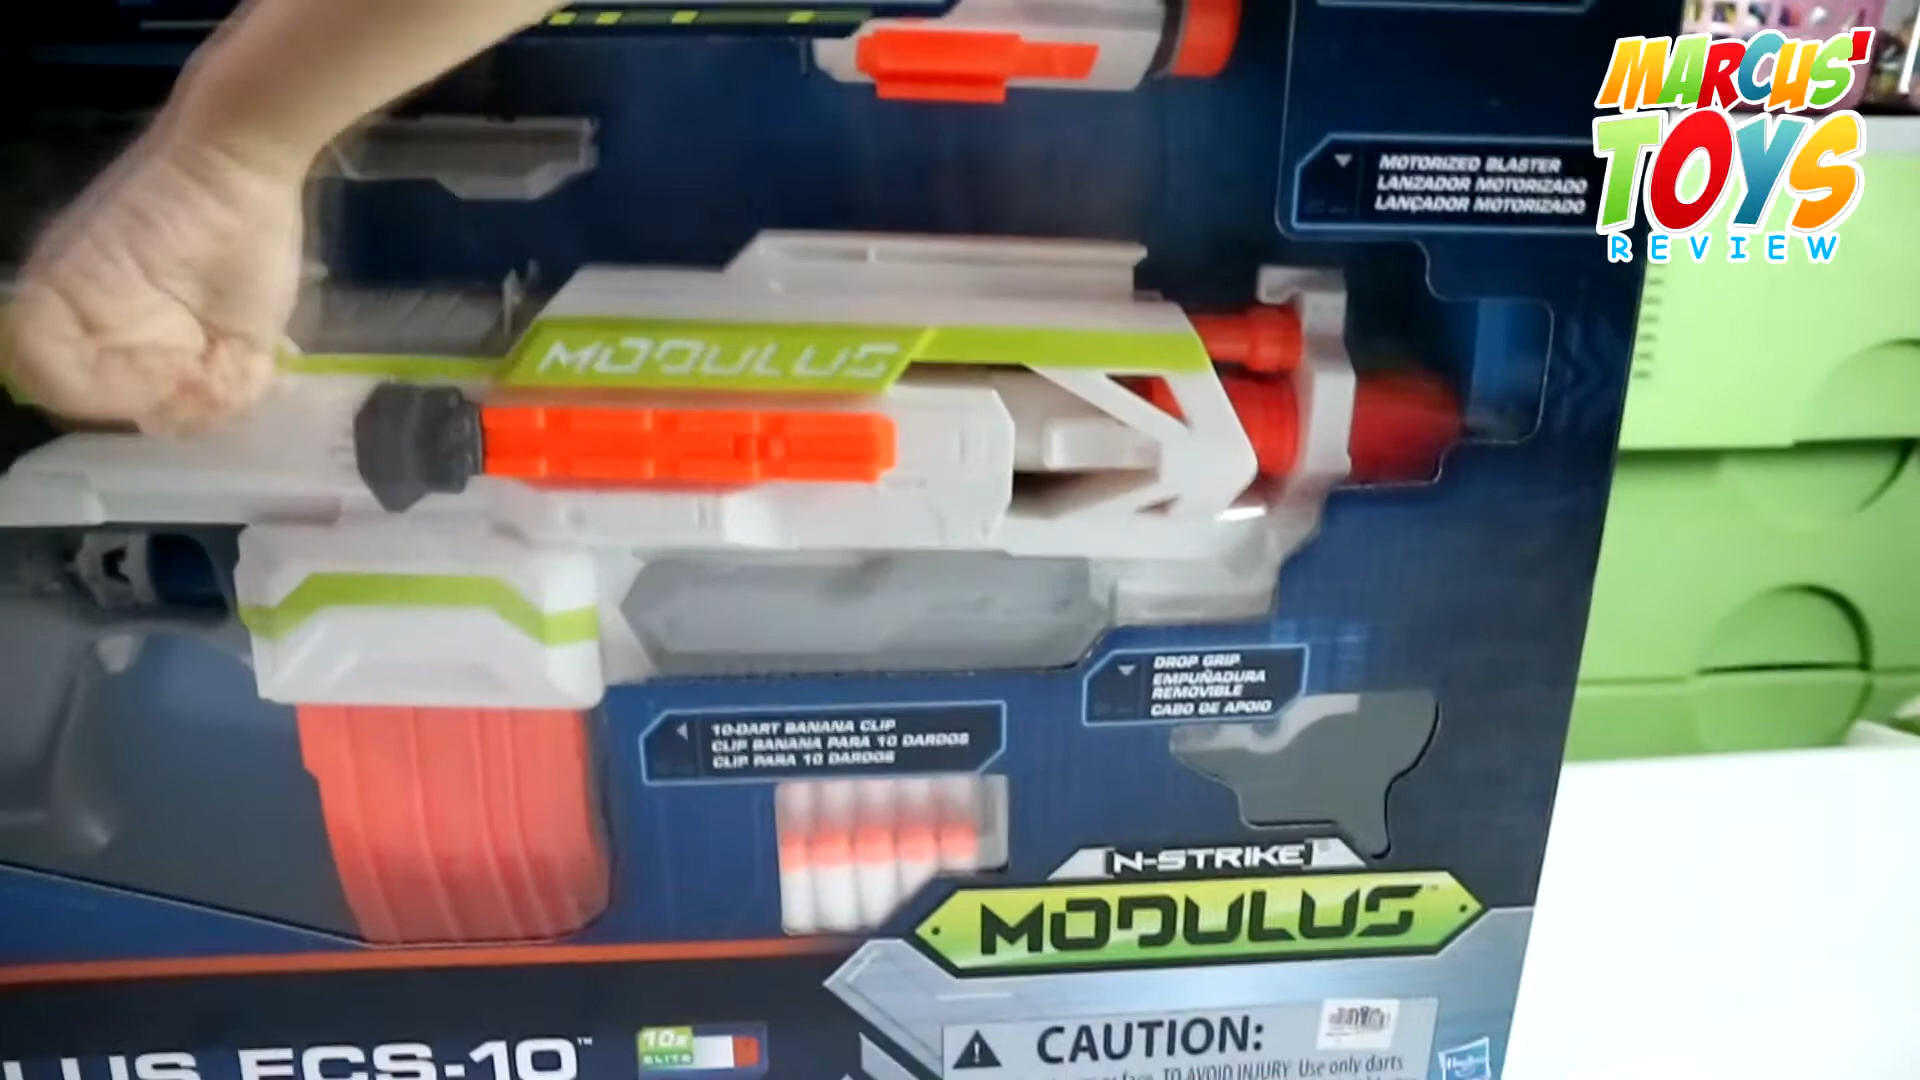 MARCUS'
TOYS
REVIEW
MOTORIZED BLASTER
LANZADOR MOTORIZADO
LANÇADOR MOTORIZADO
MODULUS
DROP GRIP
EMPUÑADURA
REMOVIBLE
CABO DE APOIO
10-DART BANANA CLIP
CLIP BANANA PARA 10 DARDOS
CLIP PARA 10 DARDOS
N-STRIKE
MODULUS
LUS ECS-10™
10x
ELITE
CAUTION:
TO AVOID INJURY: Use only darts
Hasbro